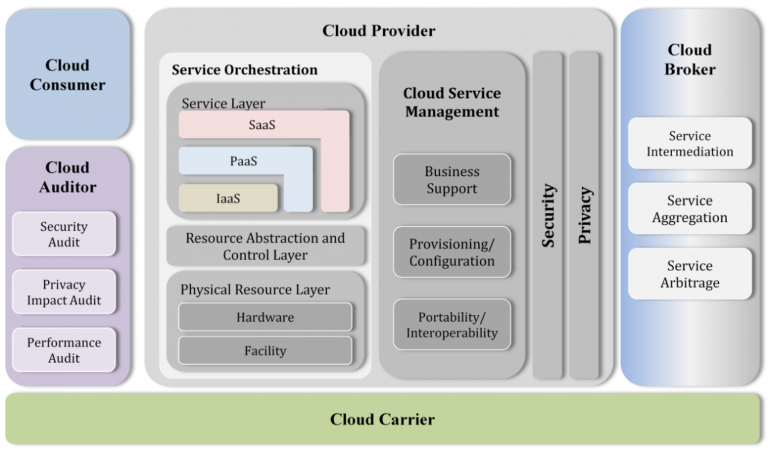 Cloud
Consumer
Cloud
Auditor
Security
Audit
Privacy
Impact Audit
Performance
Audit
Cloud Provider
Service Orchestration
Service Layer
SaaS
PaaS
IaaS
Resource Abstraction and
Control Layer
Physical Resource Layer
Hardware
Facility
Cloud Service
Management
Business
Support
Provisioning/
Configuration
Portability/
Interoperability
Security
Privacy
Cloud
Broker
Service
Intermediation
Service
Aggregation
Service
Arbitrage
Cloud Carrier